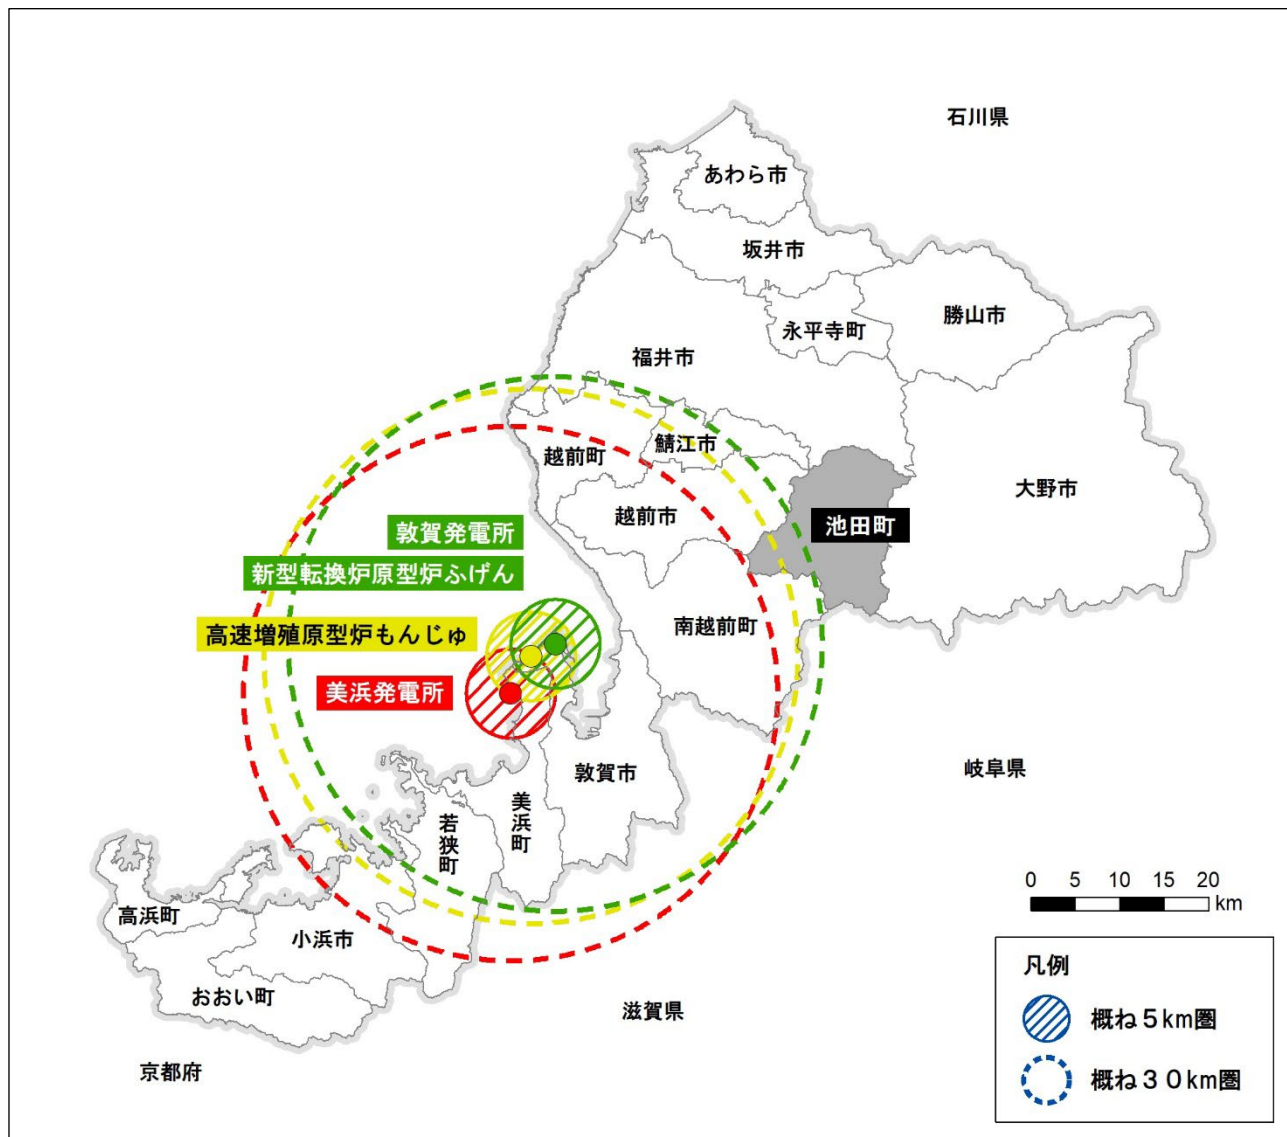 石川県
あわら市
坂井市
勝山市
永平寺町
福井市
鯖江市
越前町
大野市
越前市
池田町
敦賀発電所
新型転換炉原型炉ふげん
高速増殖原型炉もんじゅ
南越前町
美浜発電所
敦賀市
岐阜県
美浜町
若狭町
高浜町
小浜市
おおい町
滋賀県
京都府
0 5 10 15 20
km
凡例
概ね5km圏
概ね30km圏